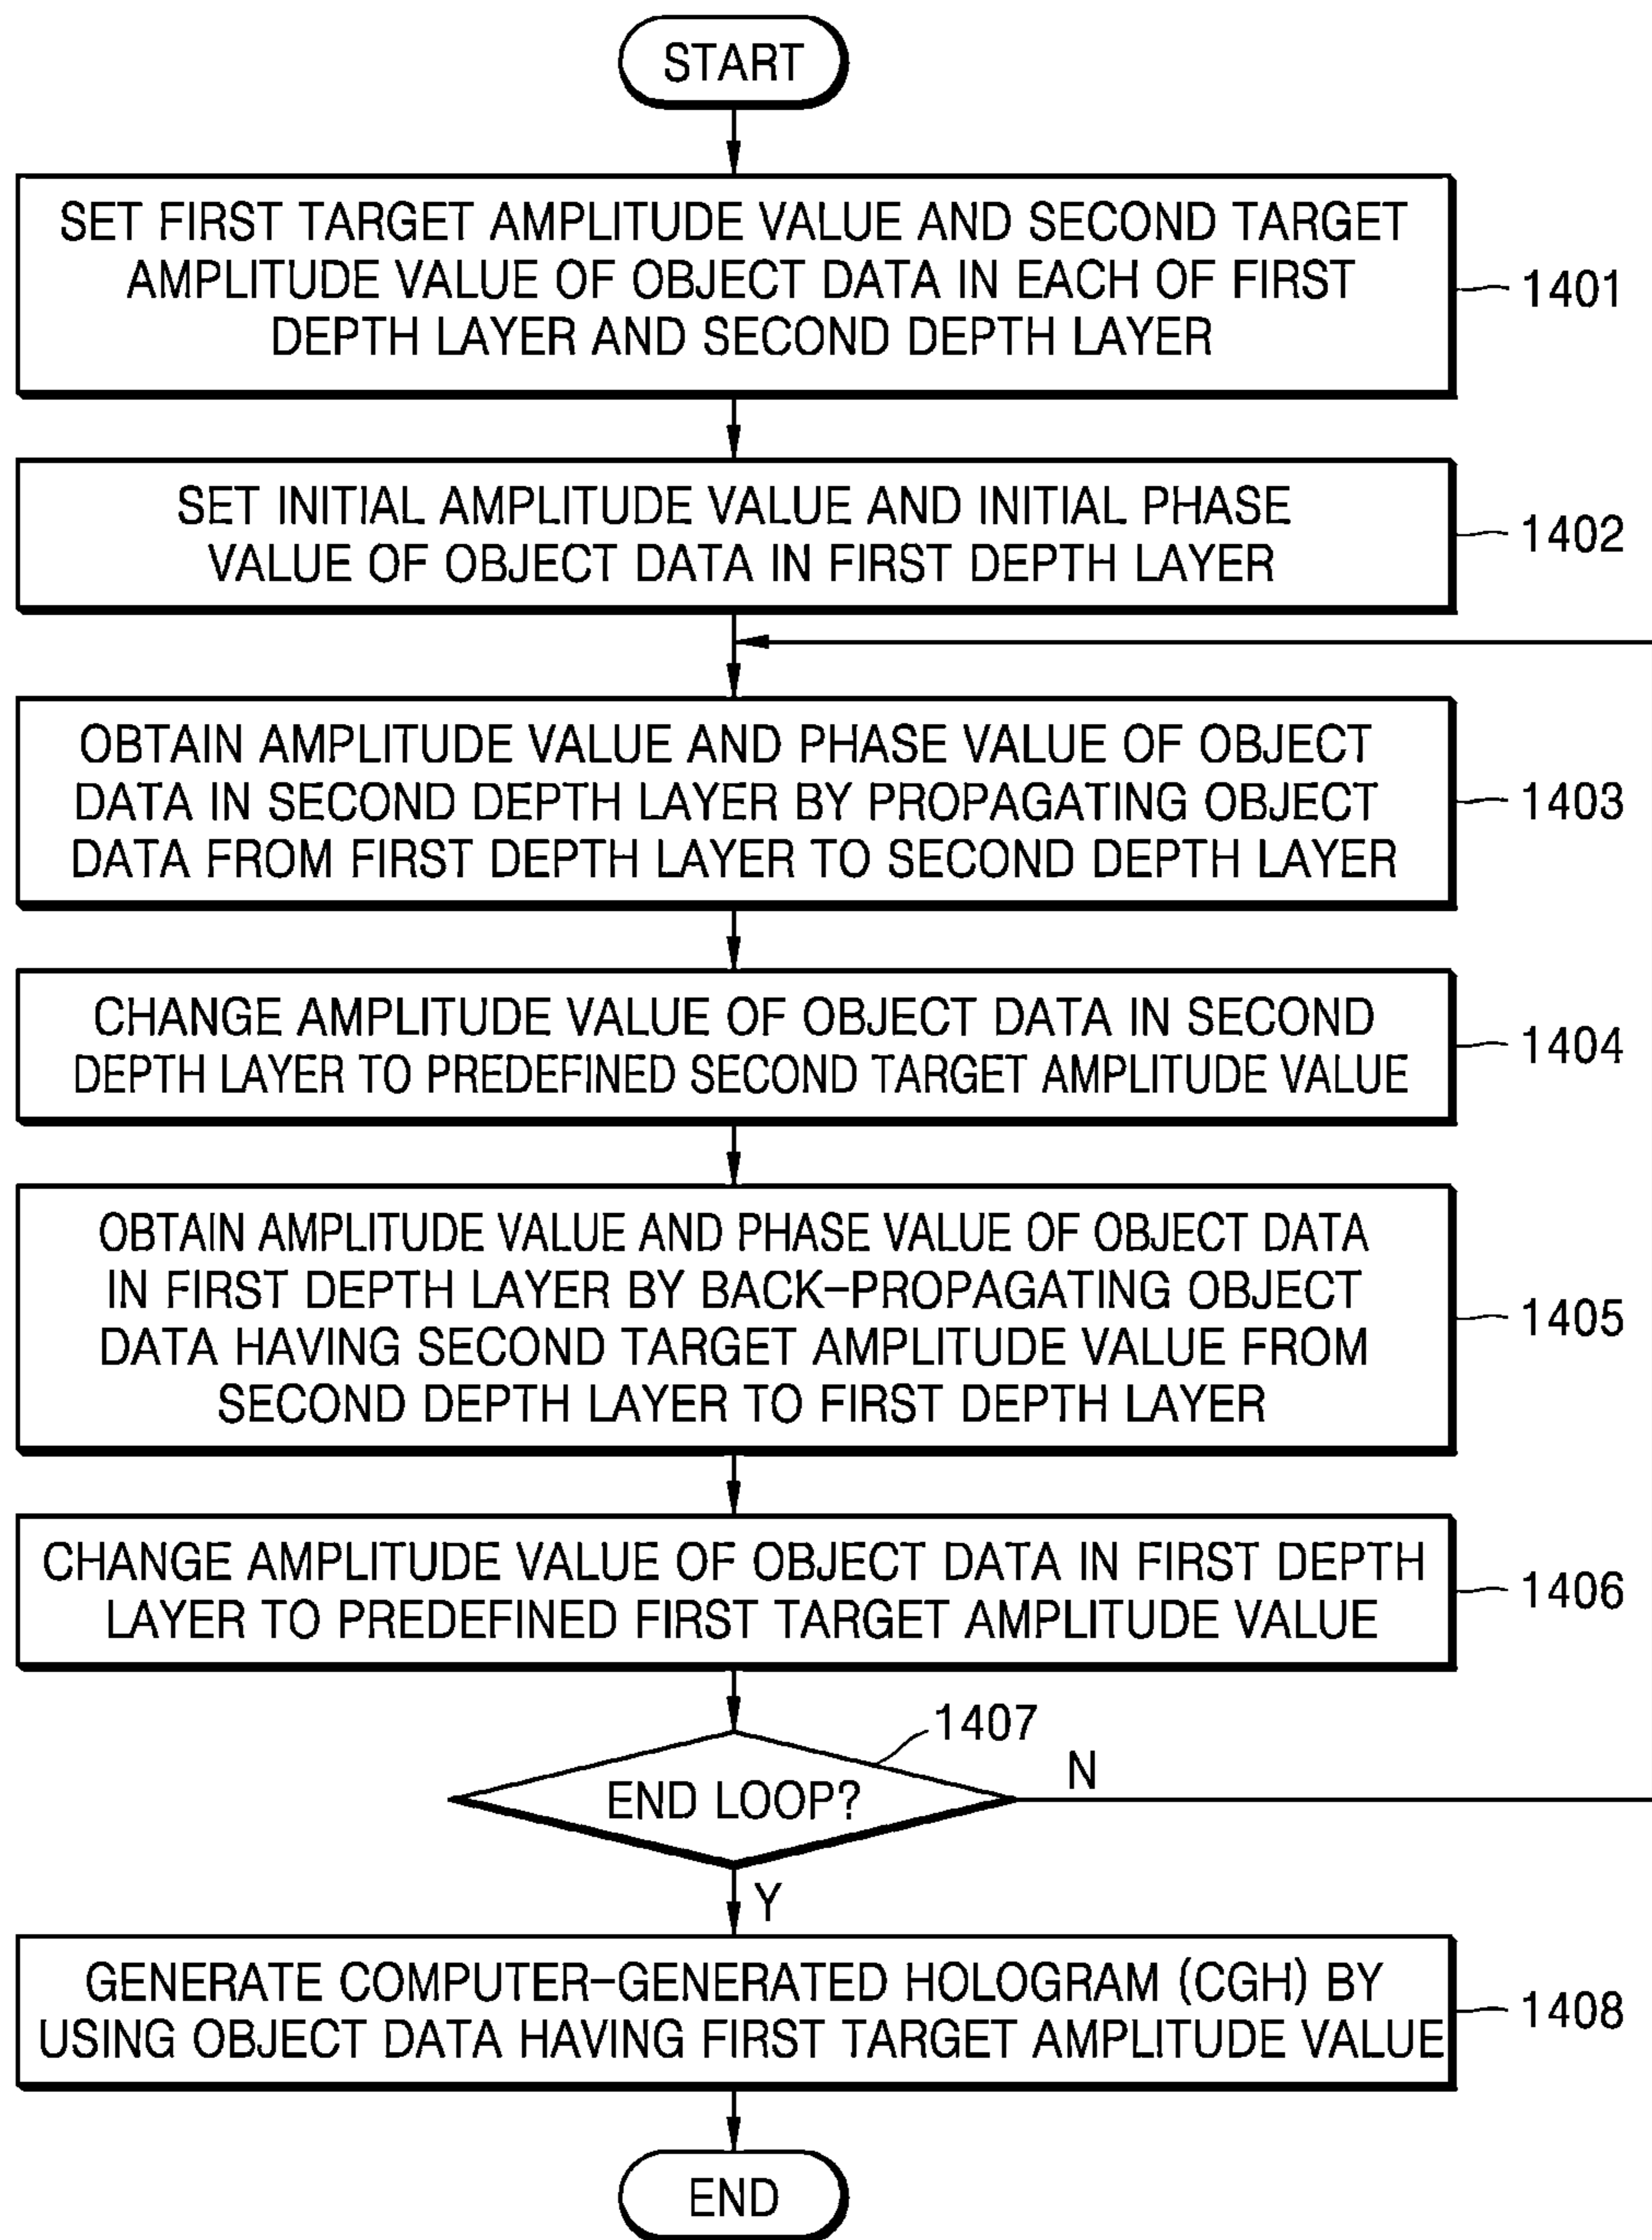 START
SET FIRST TARGET AMPLITUDE VALUE AND SECOND TARGET
AMPLITUDE VALUE OF OBJECT DATA IN EACH OF FIRST
DEPTH LAYER AND SECOND DEPTH LAYER
1401
SET INITIAL AMPLITUDE VALUE AND INITIAL PHASE
VALUE OF OBJECT DATA IN FIRST DEPTH LAYER
1402
OBTAIN AMPLITUDE VALUE AND PHASE VALUE OF OBJECT
DATA IN SECOND DEPTH LAYER BY PROPAGATING OBJECT
DATA FROM FIRST DEPTH LAYER TO SECOND DEPTH LAYER
1403
CHANGE AMPLITUDE VALUE OF OBJECT DATA IN SECOND
DEPTH LAYER TO PREDEFINED SECOND TARGET AMPLITUDE VALUE
1404
OBTAIN AMPLITUDE VALUE AND PHASE VALUE OF OBJECT DATA
IN FIRST DEPTH LAYER BY BACK-PROPAGATING OBJECT
DATA HAVING SECOND TARGET AMPLITUDE VALUE FROM
SECOND DEPTH LAYER TO FIRST DEPTH LAYER
1405
CHANGE AMPLITUDE VALUE OF OBJECT DATA IN FIRST DEPTH
LAYER TO PREDEFINED FIRST TARGET AMPLITUDE VALUE
1406
1407
END LOOP?
N
Y
GENERATE COMPUTER-GENERATED HOLOGRAM (CGH) BY
USING OBJECT DATA HAVING FIRST TARGET AMPLITUDE VALUE
1408
END